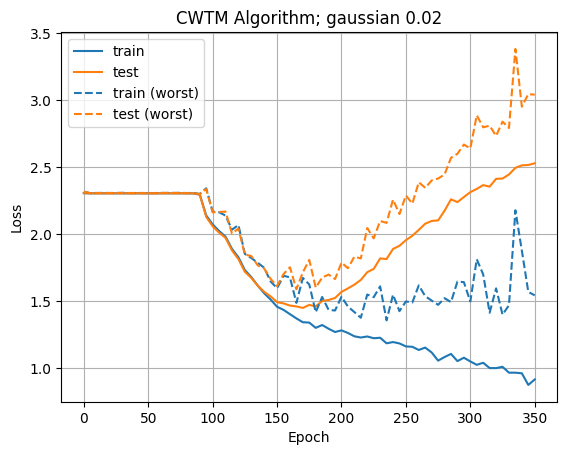 CWTM Algorithm; gaussian 0.02
train
test
train (worst)
test (worst)
Loss
3.5
3.0
2.5
2.0
1.5
1.0
0 50 100 150 200 250 300 350
Epoch